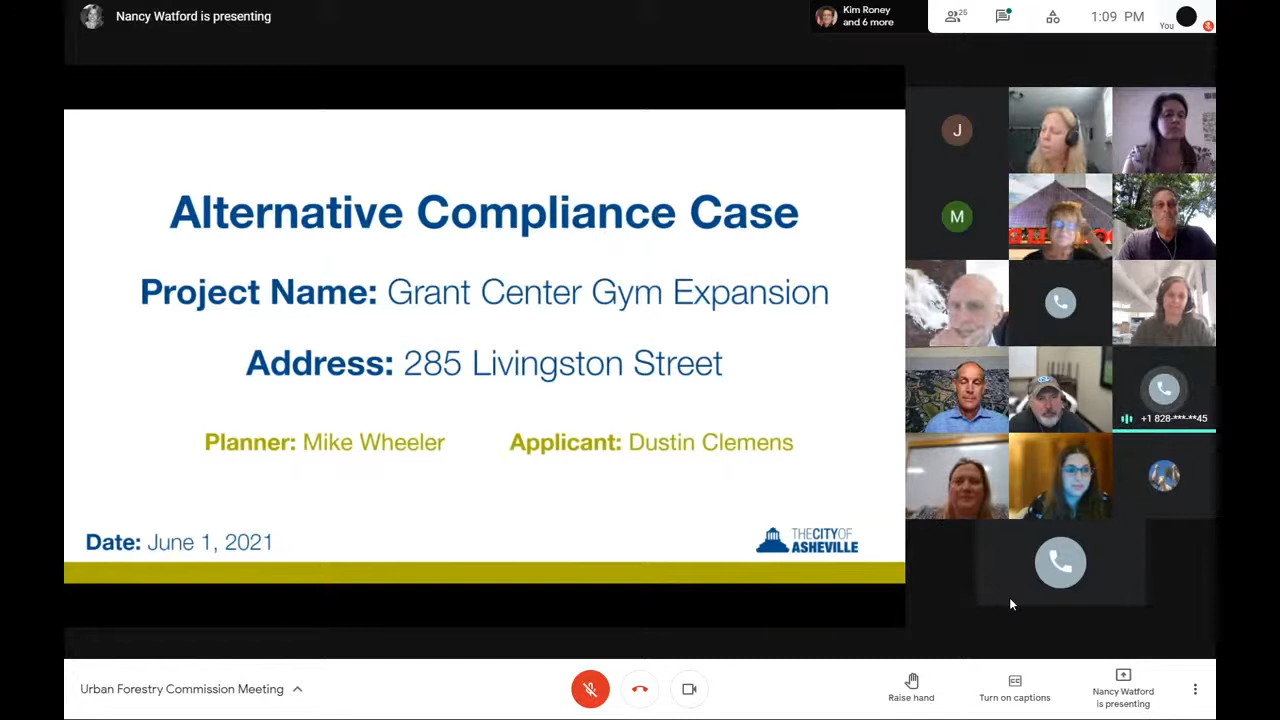 Nancy Watford is presenting
Kim Roney
and 6 more
26
1:09 PM
You
Alternative Compliance Case
Project Name: Grant Center Gym Expansion
Address: 285 Livingston Street
Planner: Mike Wheeler
Applicant: Dustin Clemens
Date: June 1, 2021
THE CITY OF
ASHEVILLE
J
M
+1 828-***-**45
Urban Forestry Commission Meeting
Raise hand
CC
Turn on captions
Nancy Watford
is presenting